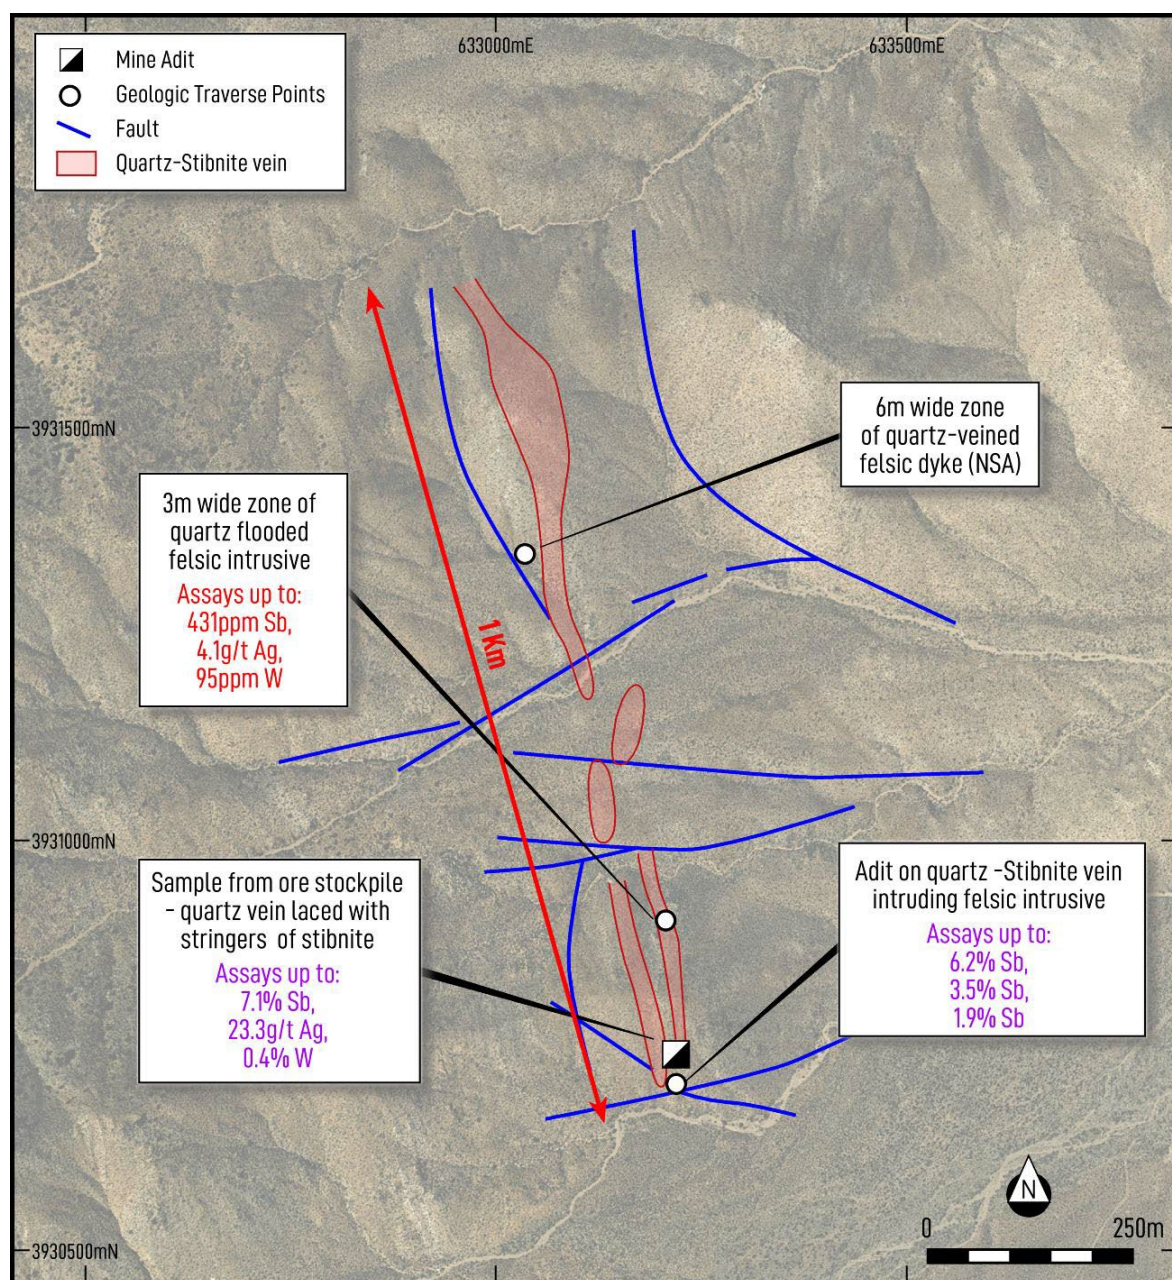 633000mE
633500mE
Mine Adit
Geologic Traverse Points
Fault
Quartz-Stibnite vein
3931500mN
6m wide zone
of quartz-veined
felsic dyke (NSA)
3m wide zone of
quartz flooded
felsic intrusive
Assays up to:
431ppm Sb,
4.1g/t Ag,
95ppm W
1 Km
3931000mN
Sample from ore stockpile
- quartz vein laced with
stringers of stibnite
Assays up to:
7.1% Sb,
23.3g/t Ag,
0.4% W
Adit on quartz -Stibnite vein
intruding felsic intrusive
Assays up to:
6.2% Sb,
3.5% Sb,
1.9% Sb
N
0
250m
3930500mN